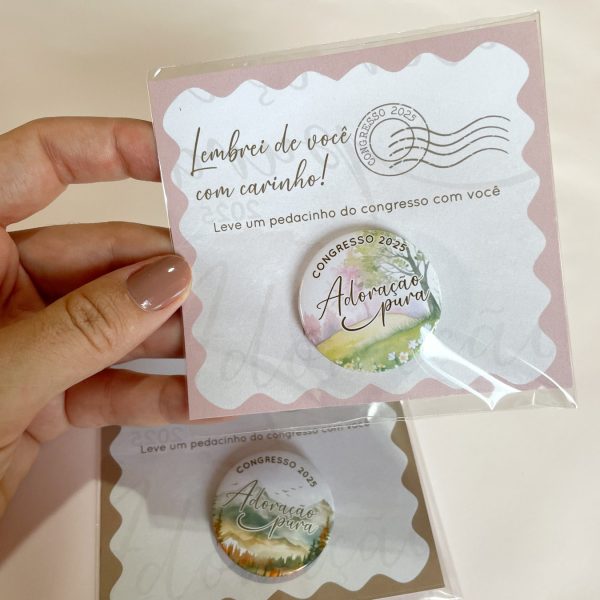 Lembrei de você
com carinho!
CONGRESSO 2025
Leve um pedacinho do congresso com você
CONGRESSO 2025
Adoração
pura
2025
Leve um pedacinho do congresso com você
CONGRESSO 2025
Adoração
pura